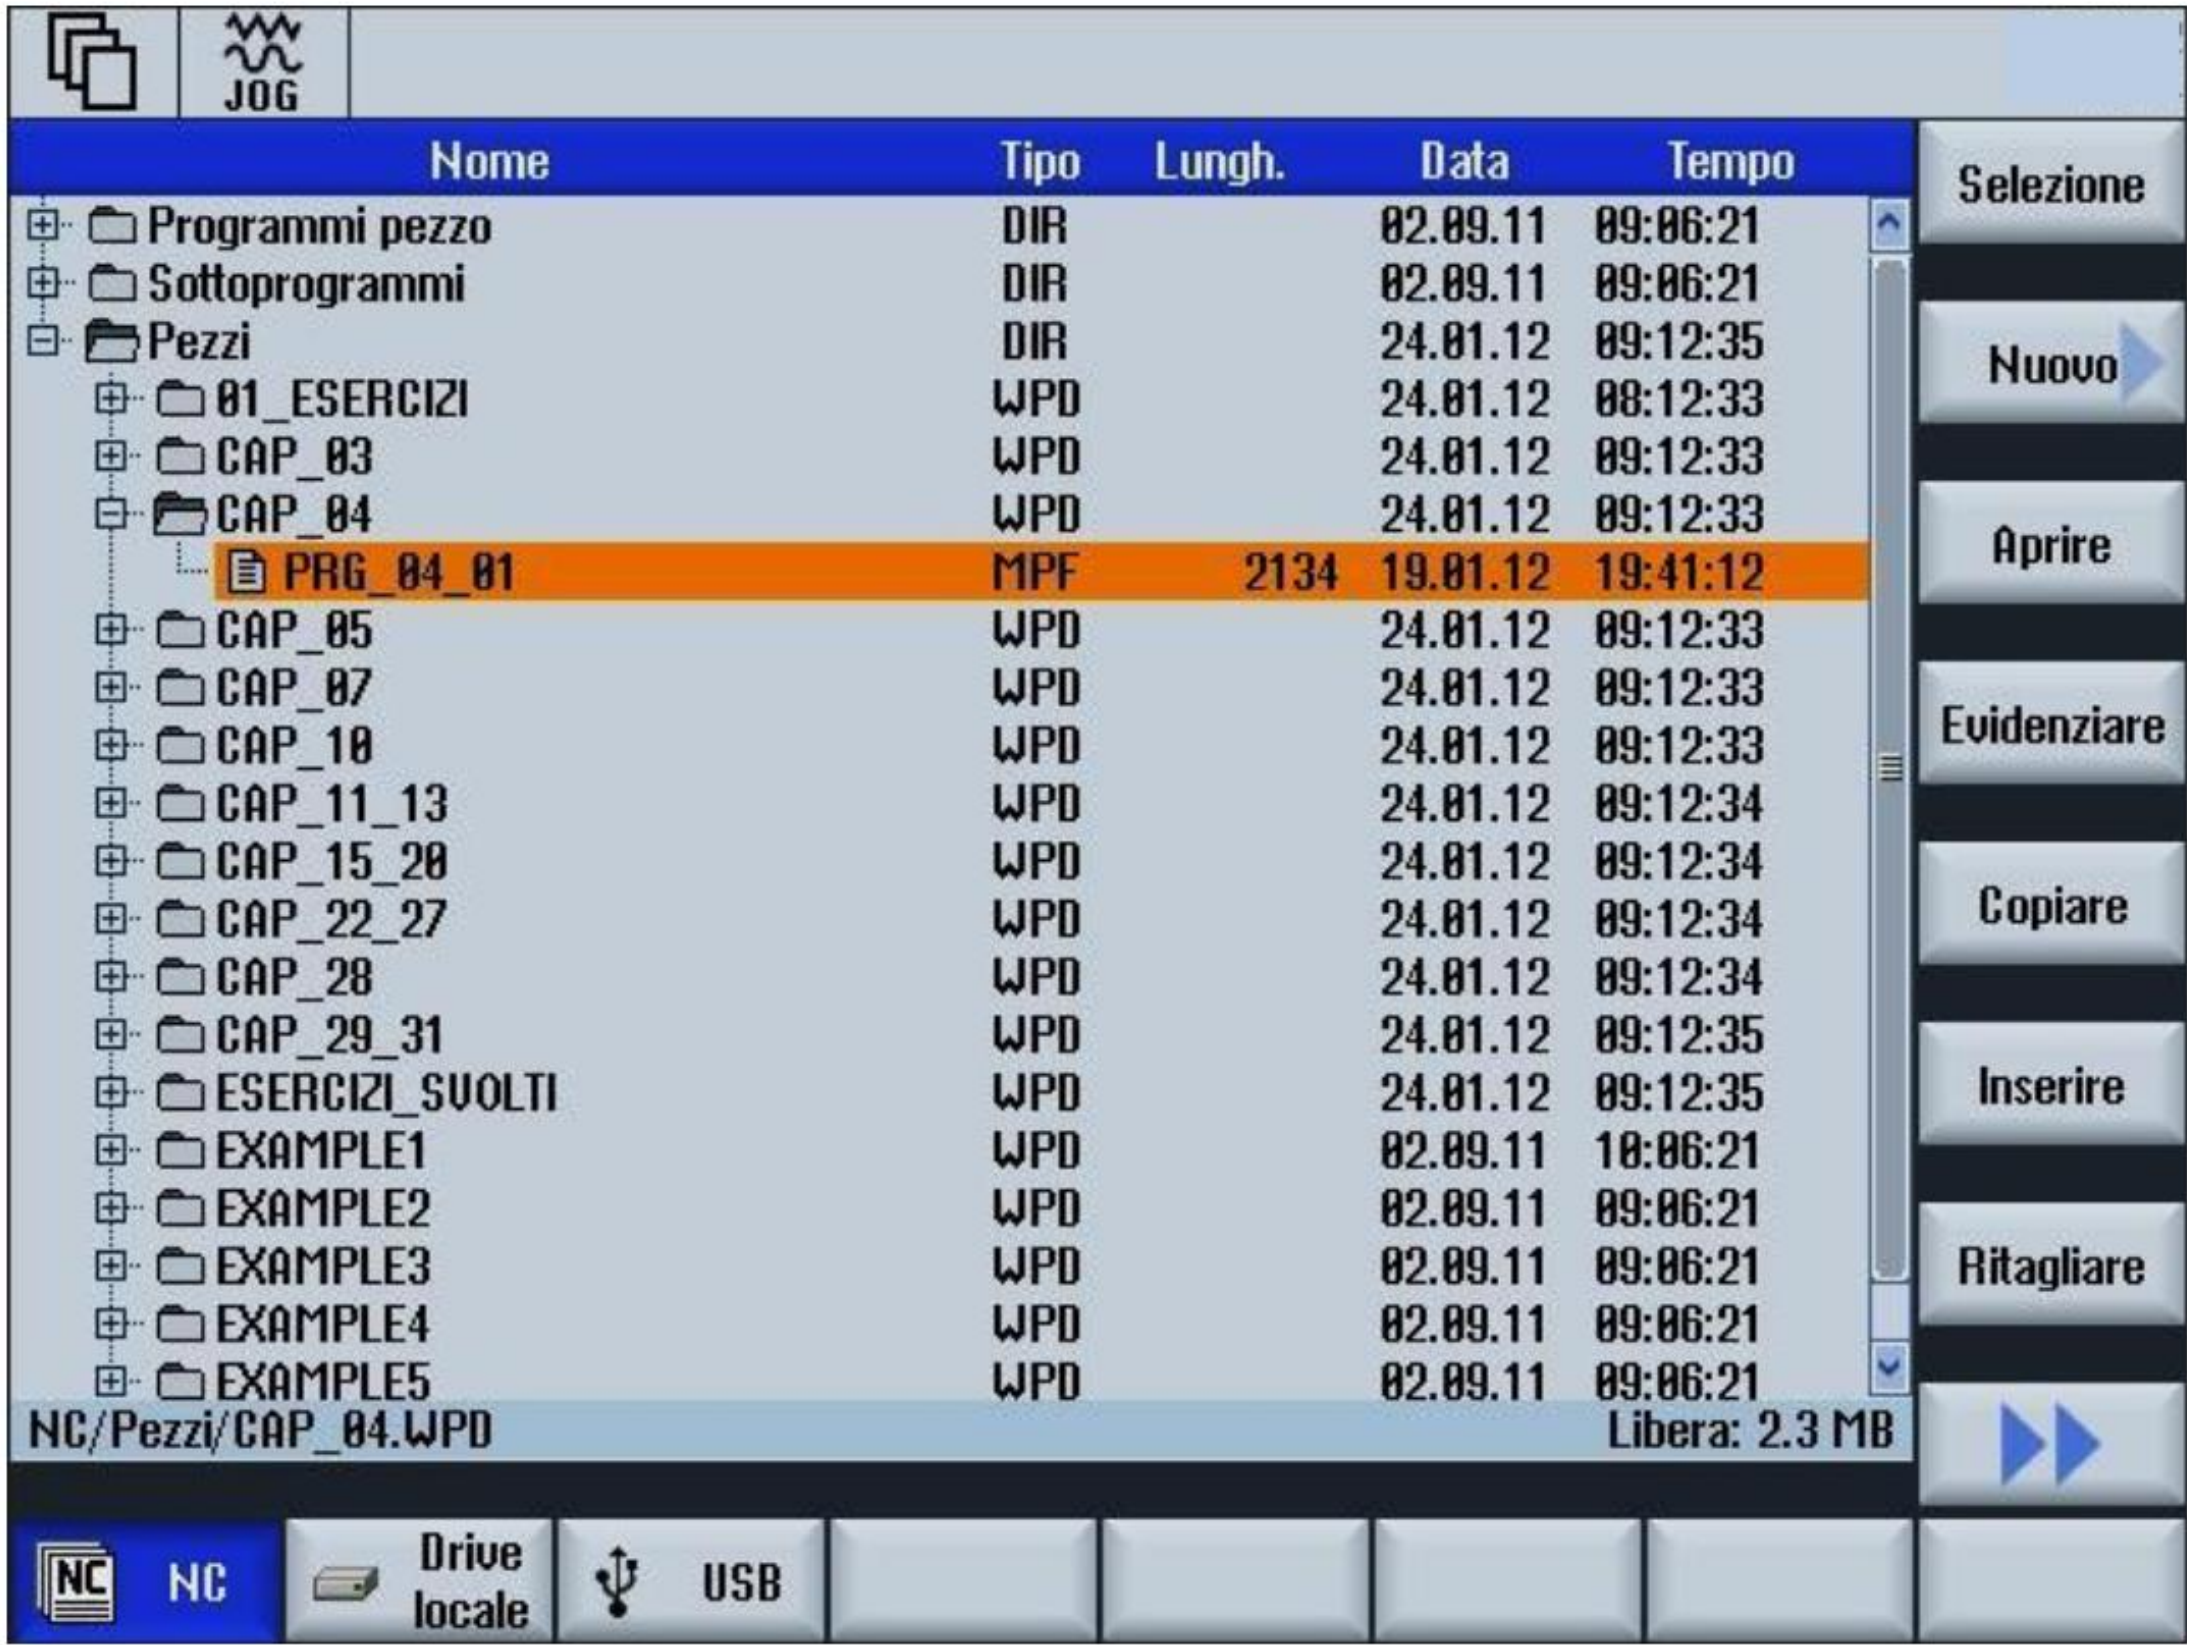 JOG
Nome Tipo Lungh. Data Tempo
Programmi pezzo DIR 02.09.11 09:06:21
Sottoprogrammi DIR 02.09.11 09:06:21
Pezzi DIR 24.01.12 09:12:35
01_ESERCIZI WPD 24.01.12 08:12:33
CAP_03 WPD 24.01.12 09:12:33
CAP_04 WPD 24.01.12 09:12:33
PRG_04_01 MPF 2134 19.01.12 19:41:12
CAP_05 WPD 24.01.12 09:12:33
CAP_07 WPD 24.01.12 09:12:33
CAP_10 WPD 24.01.12 09:12:33
CAP_11_13 WPD 24.01.12 09:12:34
CAP_15_20 WPD 24.01.12 09:12:34
CAP_22_27 WPD 24.01.12 09:12:34
CAP_28 WPD 24.01.12 09:12:34
CAP_29_31 WPD 24.01.12 09:12:35
ESERCIZI_SVOLTI WPD 24.01.12 09:12:35
EXAMPLE1 WPD 02.09.11 10:06:21
EXAMPLE2 WPD 02.09.11 09:06:21
EXAMPLE3 WPD 02.09.11 09:06:21
EXAMPLE4 WPD 02.09.11 09:06:21
EXAMPLE5 WPD 02.09.11 09:06:21
NC/Pezzi/CAP_04.WPD Libera: 2.3 MB
Selezione
Nuovo
Aprire
Evidenziare
Copiare
Inserire
Ritagliare
NC NC
Drive
locale
USB